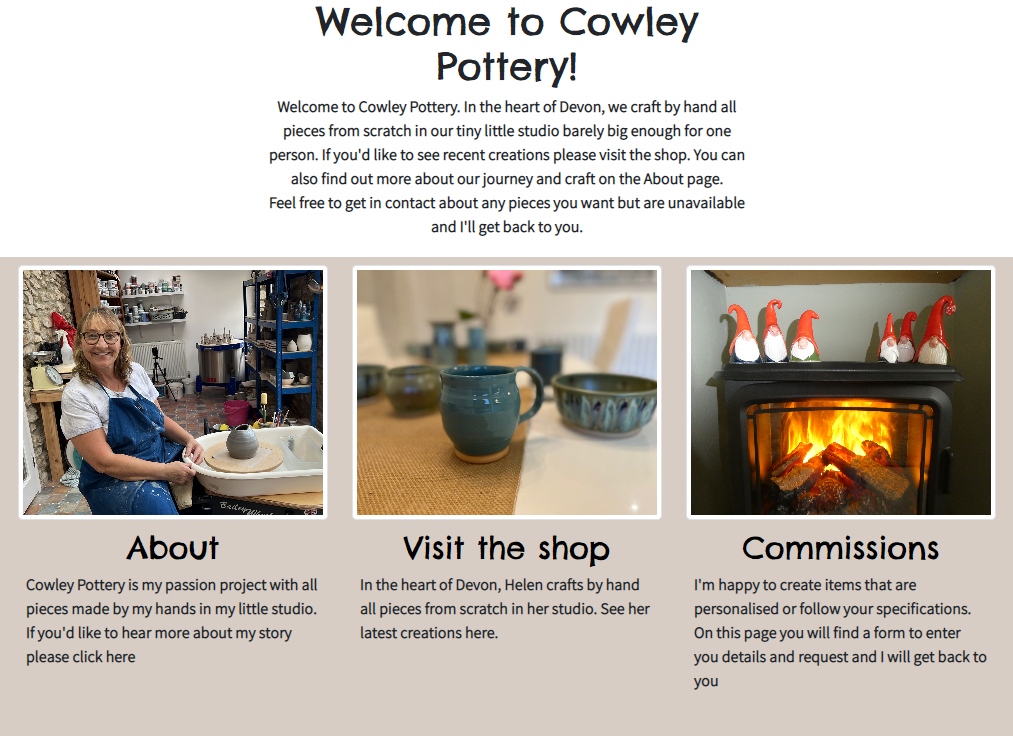 Welcome to Cowley
Pottery!
Welcome to Cowley Pottery. In the heart of Devon, we craft by hand all
pieces from scratch in our tiny little studio barely big enough for one
person. If you'd like to see recent creations please visit the shop. You can
also find out more about our journey and craft on the About page.
Feel free to get in contact about any pieces you want but are unavailable
and I'll get back to you.
About
Cowley Pottery is my passion project with all
pieces made by my hands in my little studio.
If you'd like to hear more about my story
please click here
Visit the shop
In the heart of Devon, Helen crafts by hand
all pieces from scratch in her studio. See her
latest creations here.
Commissions
I'm happy to create items that are
personalised or follow your specifications.
On this page you will find a form to enter
you details and request and I will get back to
you